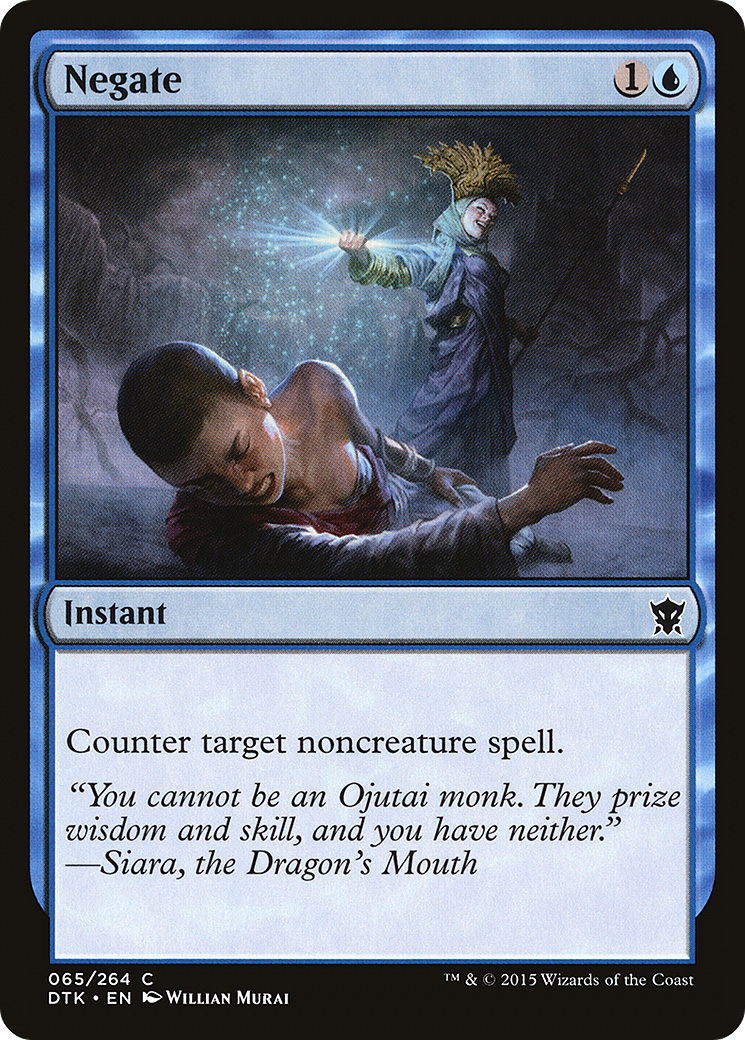 Negate 1
Instant
Counter target noncreature spell.
“You cannot be an Ojutai monk. They prize
wisdom and skill, and you have neither.”
—Siara, the Dragon’s Mouth
065/264 C
™ & © 2015 Wizards of the Coast
DTK • EN Willian Murai